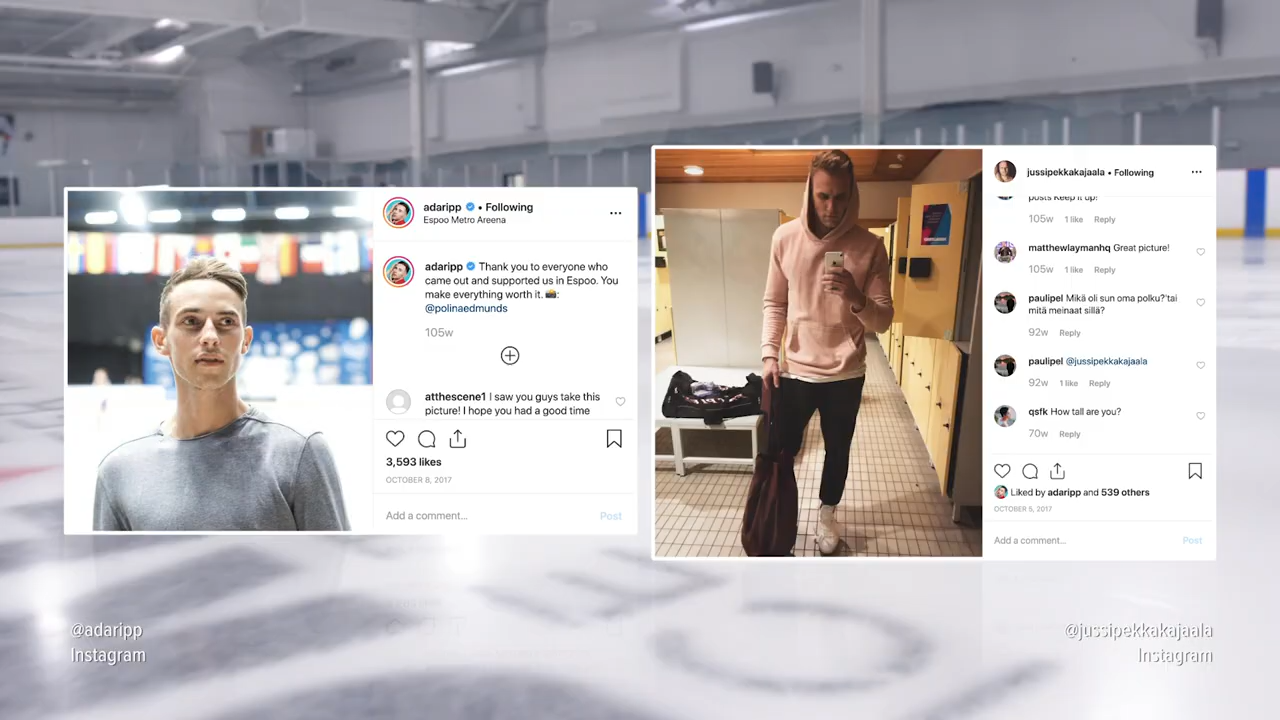 adaripp • Following
Espoo Metro Areena
adaripp Thank you to everyone who
came out and supported us in Espoo. You
make everything worth it. 📸:
@polinaedmunds
105w
atthescene1 I saw you guys take this
picture! I hope you had a good time
3,593 likes
OCTOBER 8, 2017
Add a comment... Post
jussipekkakajaala • Following
posts Keep it up!
105w 1 like Reply
matthewlaymanhq Great picture!
105w 1 like Reply
paulipel Mikä oli sun oma polku?'tai
mitä meinaat sillä?
92w Reply
paulipel @jussipekkakajaala
92w 1 like Reply
qsfk How tall are you?
70w Reply
Liked by adaripp and 539 others
OCTOBER 5, 2017
Add a comment... Post
@adaripp
Instagram
@jussipekkakajaala
Instagram